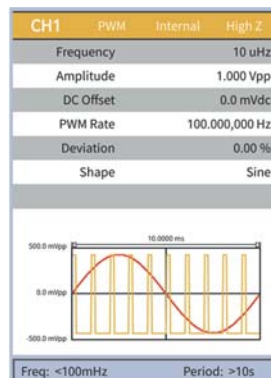 CH1 PWM Internal High Z
Frequency 10 uHz
Amplitude 1.000 Vpp
DC Offset 0.0 mVdc
PWM Rate 100.000,000 Hz
Deviation 0.00 %
Shape Sine
10.0000 ms
500.0 mVpp
0.0 mVpp
-500.0 mVpp
Freq: <100mHz Period: >10s